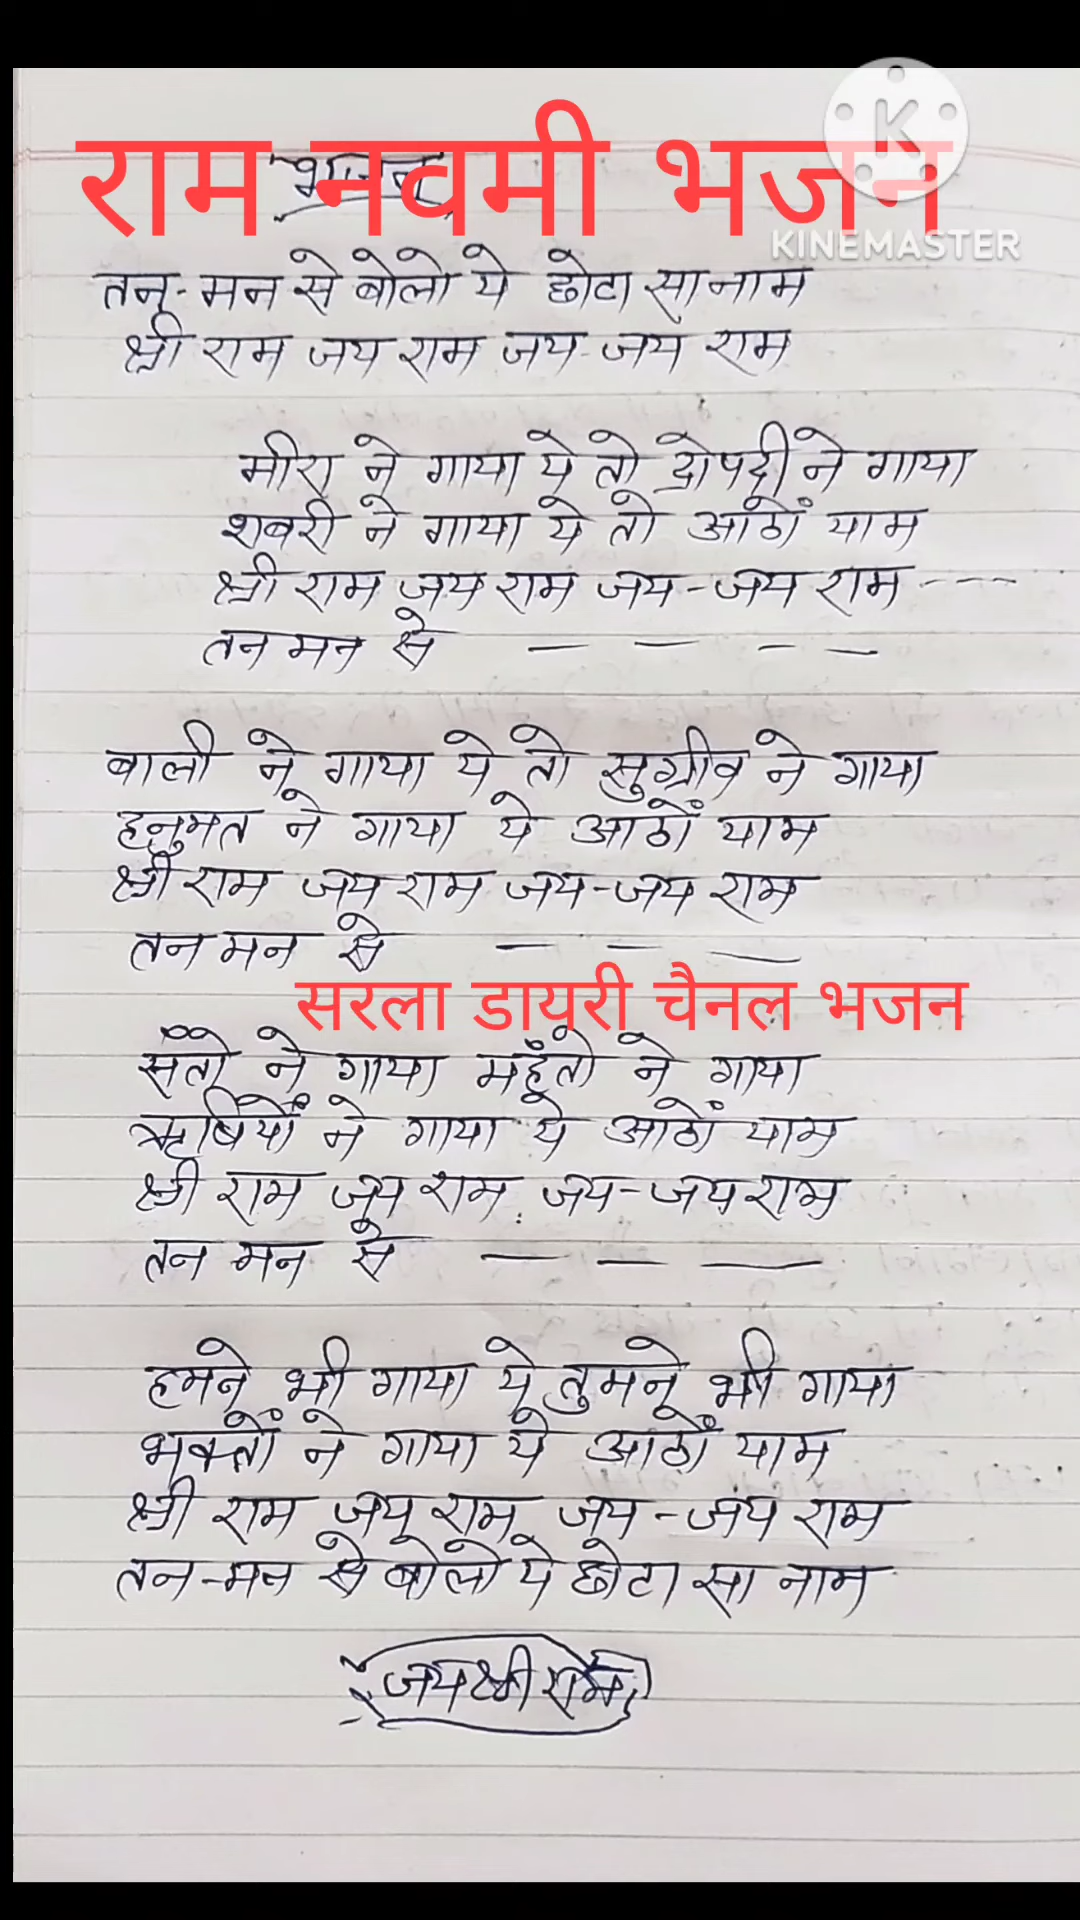 राम नवमी भजन
भजन
K
KINEMASTER
तन-मन से बोलो ये छोटा सा नाम
श्री राम जय राम जय-जय राम
मीरा ने गाया ये तो द्रोपदी ने गाया
शबरी ने गाया ये तो आठों याम
श्री राम जय राम जय-जय राम ----
तन मन से — — — —
बाली ने गाया ये तो सुग्रीव ने गाया
हनुमत ने गाया ये आठों याम
श्री राम जय राम जय-जय राम
तन मन से — — —
सरला डायरी चैनल भजन
संतो ने गाया महंतो ने गाया
ऋषियों ने गाया ये आठों याम
श्री राम जय राम जय-जय राम
तन मन से — — —
हमने भी गाया ये तुमने भी गाया
भक्तों ने गाया ये आठों याम
श्री राम जय राम जय-जय राम
तन-मन से बोलो ये छोटा सा नाम
जय श्री राम